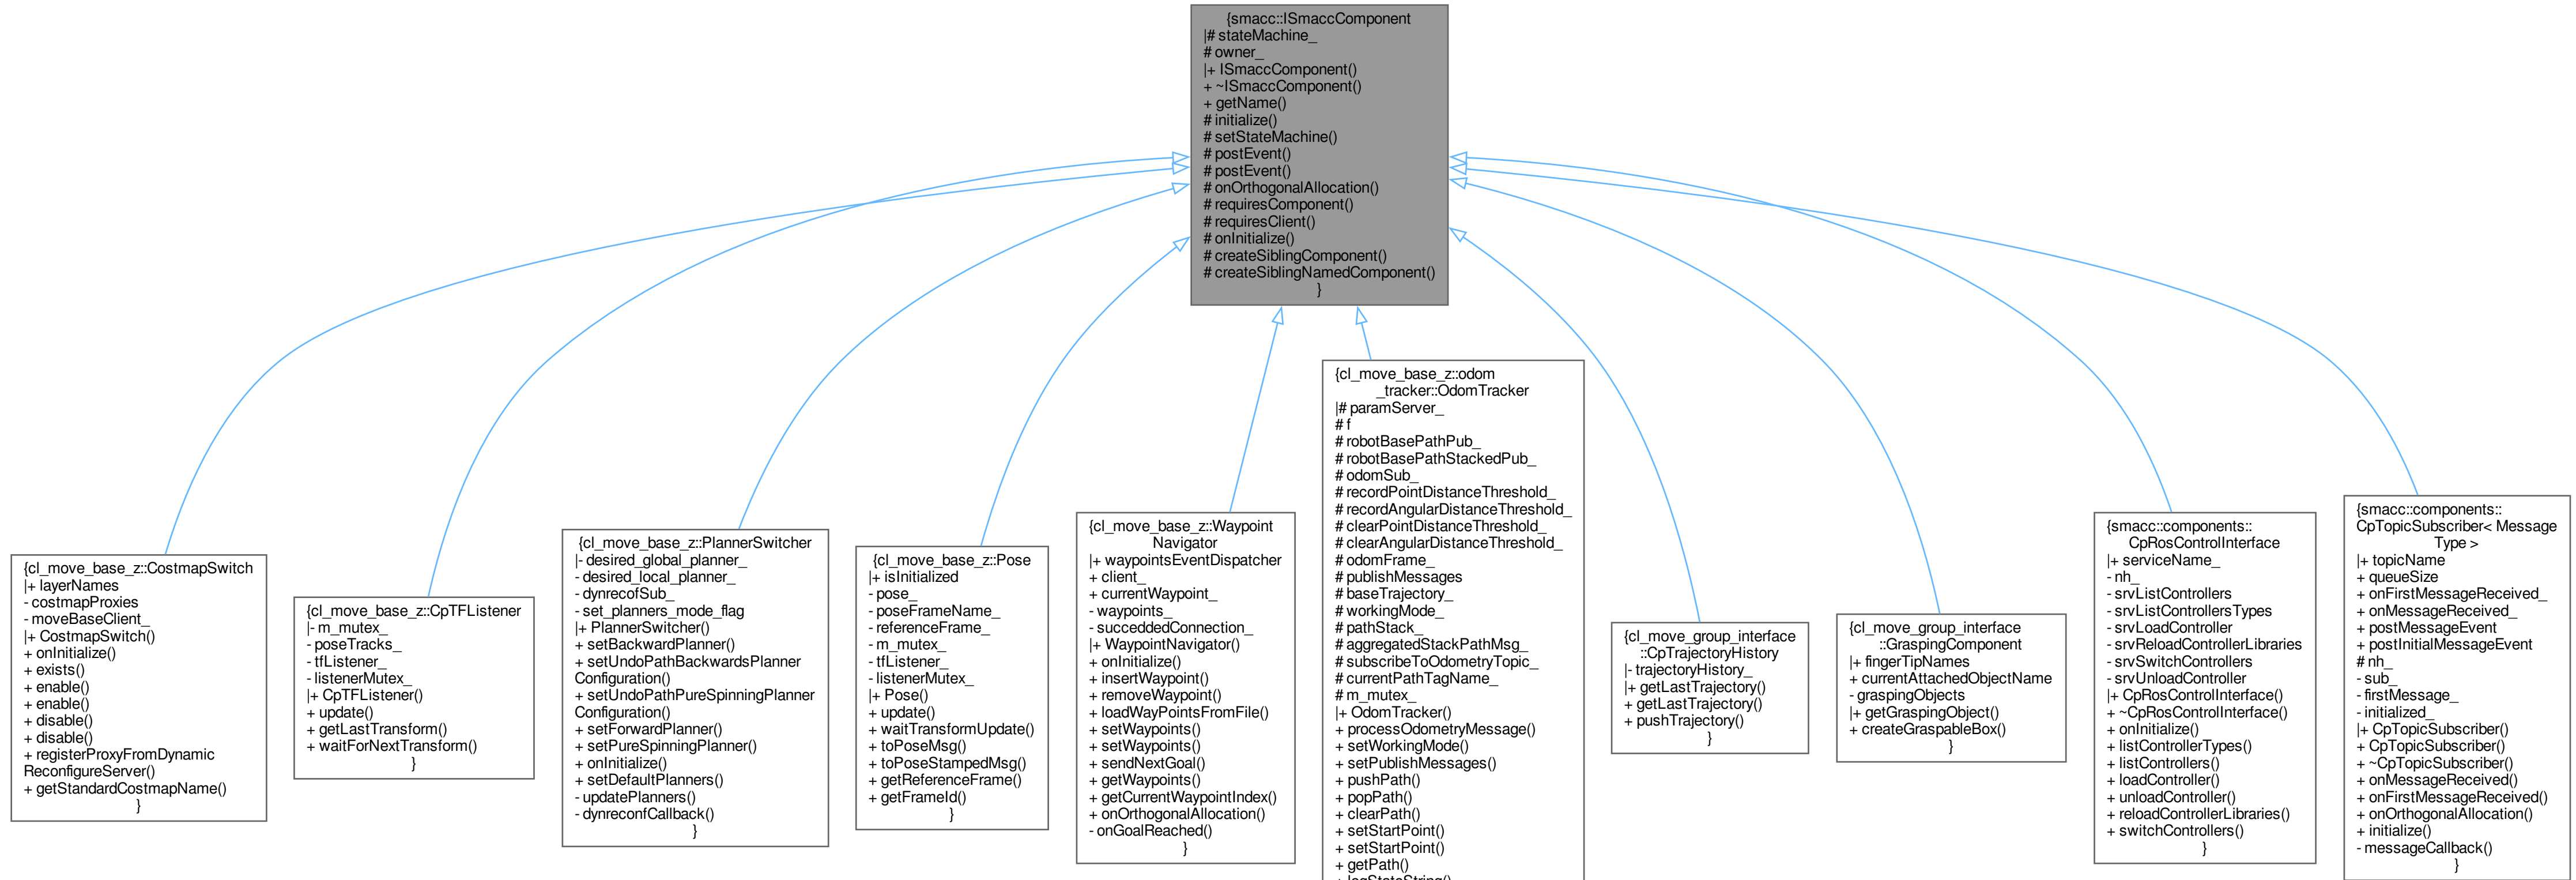 {smacc::ISmaccComponent
|# stateMachine_
# owner_
|+ ISmaccComponent()
+ ~ISmaccComponent()
+ getName()
# initialize()
# setStateMachine()
# postEvent()
# postEvent()
# onOrthogonalAllocation()
# requiresComponent()
# requiresClient()
# onInitialize()
# createSiblingComponent()
# createSiblingNamedComponent()
}
{cl_move_base_z::CostmapSwitch
|+ layerNames
- costmapProxies
- moveBaseClient_
|+ CostmapSwitch()
+ onInitialize()
+ exists()
+ enable()
+ enable()
+ disable()
+ disable()
+ registerProxyFromDynamic
ReconfigureServer()
+ getStandardCostmapName()
}
{cl_move_base_z::CpTFListener
|- m_mutex_
- poseTracks_
- tfListener_
- listenerMutex_
|+ CpTFListener()
+ update()
+ getLastTransform()
+ waitForNextTransform()
}
{cl_move_base_z::PlannerSwitcher
|- desired_global_planner_
- desired_local_planner_
- dynrecofSub_
- set_planners_mode_flag
|+ PlannerSwitcher()
+ setBackwardPlanner()
+ setUndoPathBackwardsPlanner
Configuration()
+ setUndoPathPureSpinningPlanner
Configuration()
+ setForwardPlanner()
+ setPureSpinningPlanner()
+ onInitialize()
+ setDefaultPlanners()
- updatePlanners()
- dynreconfCallback()
}
{cl_move_base_z::Pose
|+ isInitialized
- pose_
- poseFrameName_
- referenceFrame_
- m_mutex_
- tfListener_
- listenerMutex_
|+ Pose()
+ update()
+ waitTransformUpdate()
+ toPoseMsg()
+ toPoseStampedMsg()
+ getReferenceFrame()
+ getFrameId()
}
{cl_move_base_z::Waypoint
Navigator
|+ waypointsEventDispatcher
+ client_
+ currentWaypoint_
- waypoints_
- succeddedConnection_
|+ WaypointNavigator()
+ onInitialize()
+ insertWaypoint()
+ removeWaypoint()
+ loadWayPointsFromFile()
+ setWaypoints()
+ setWaypoints()
+ sendNextGoal()
+ getWaypoints()
+ getCurrentWaypointIndex()
+ onOrthogonalAllocation()
- onGoalReached()
}
{cl_move_base_z::odom
_tracker::OdomTracker
|# paramServer_
# f
# robotBasePathPub_
# robotBasePathStackedPub_
# odomSub_
# recordPointDistanceThreshold_
# recordAngularDistanceThreshold_
# clearPointDistanceThreshold_
# clearAngularDistanceThreshold_
# odomFrame_
# publishMessages
# baseTrajectory_
# workingMode_
# pathStack_
# aggregatedStackPathMsg_
# subscribeToOdometryTopic_
# currentPathTagName_
# m_mutex_
|+ OdomTracker()
+ processOdometryMessage()
+ setWorkingMode()
+ setPublishMessages()
+ pushPath()
+ popPath()
+ clearPath()
+ setStartPoint()
+ setStartPoint()
+ getPath()
+ logStateString()
{cl_move_group_interface
::CpTrajectoryHistory
|- trajectoryHistory_
|+ getLastTrajectory()
+ getLastTrajectory()
+ pushTrajectory()
}
{cl_move_group_interface
::GraspingComponent
|+ fingerTipNames
+ currentAttachedObjectName
- graspingObjects
|+ getGraspingObject()
+ createGraspableBox()
}
{smacc::components::
CpRosControlInterface
|+ serviceName_
- nh_
- srvListControllers
- srvListControllersTypes
- srvLoadController
- srvReloadControllerLibraries
- srvSwitchControllers
- srvUnloadController
|+ CpRosControlInterface()
+ ~CpRosControlInterface()
+ onInitialize()
+ listControllerTypes()
+ listControllers()
+ loadController()
+ unloadController()
+ reloadControllerLibraries()
+ switchControllers()
}
{smacc::components::
CpTopicSubscriber< Message
Type >
|+ topicName
+ queueSize
+ onFirstMessageReceived_
+ onMessageReceived_
+ postMessageEvent
+ postInitialMessageEvent
# nh_
- sub_
- firstMessage_
- initialized_
|+ CpTopicSubscriber()
+ CpTopicSubscriber()
+ ~CpTopicSubscriber()
+ onMessageReceived()
+ onFirstMessageReceived()
+ onOrthogonalAllocation()
+ initialize()
- messageCallback()
}